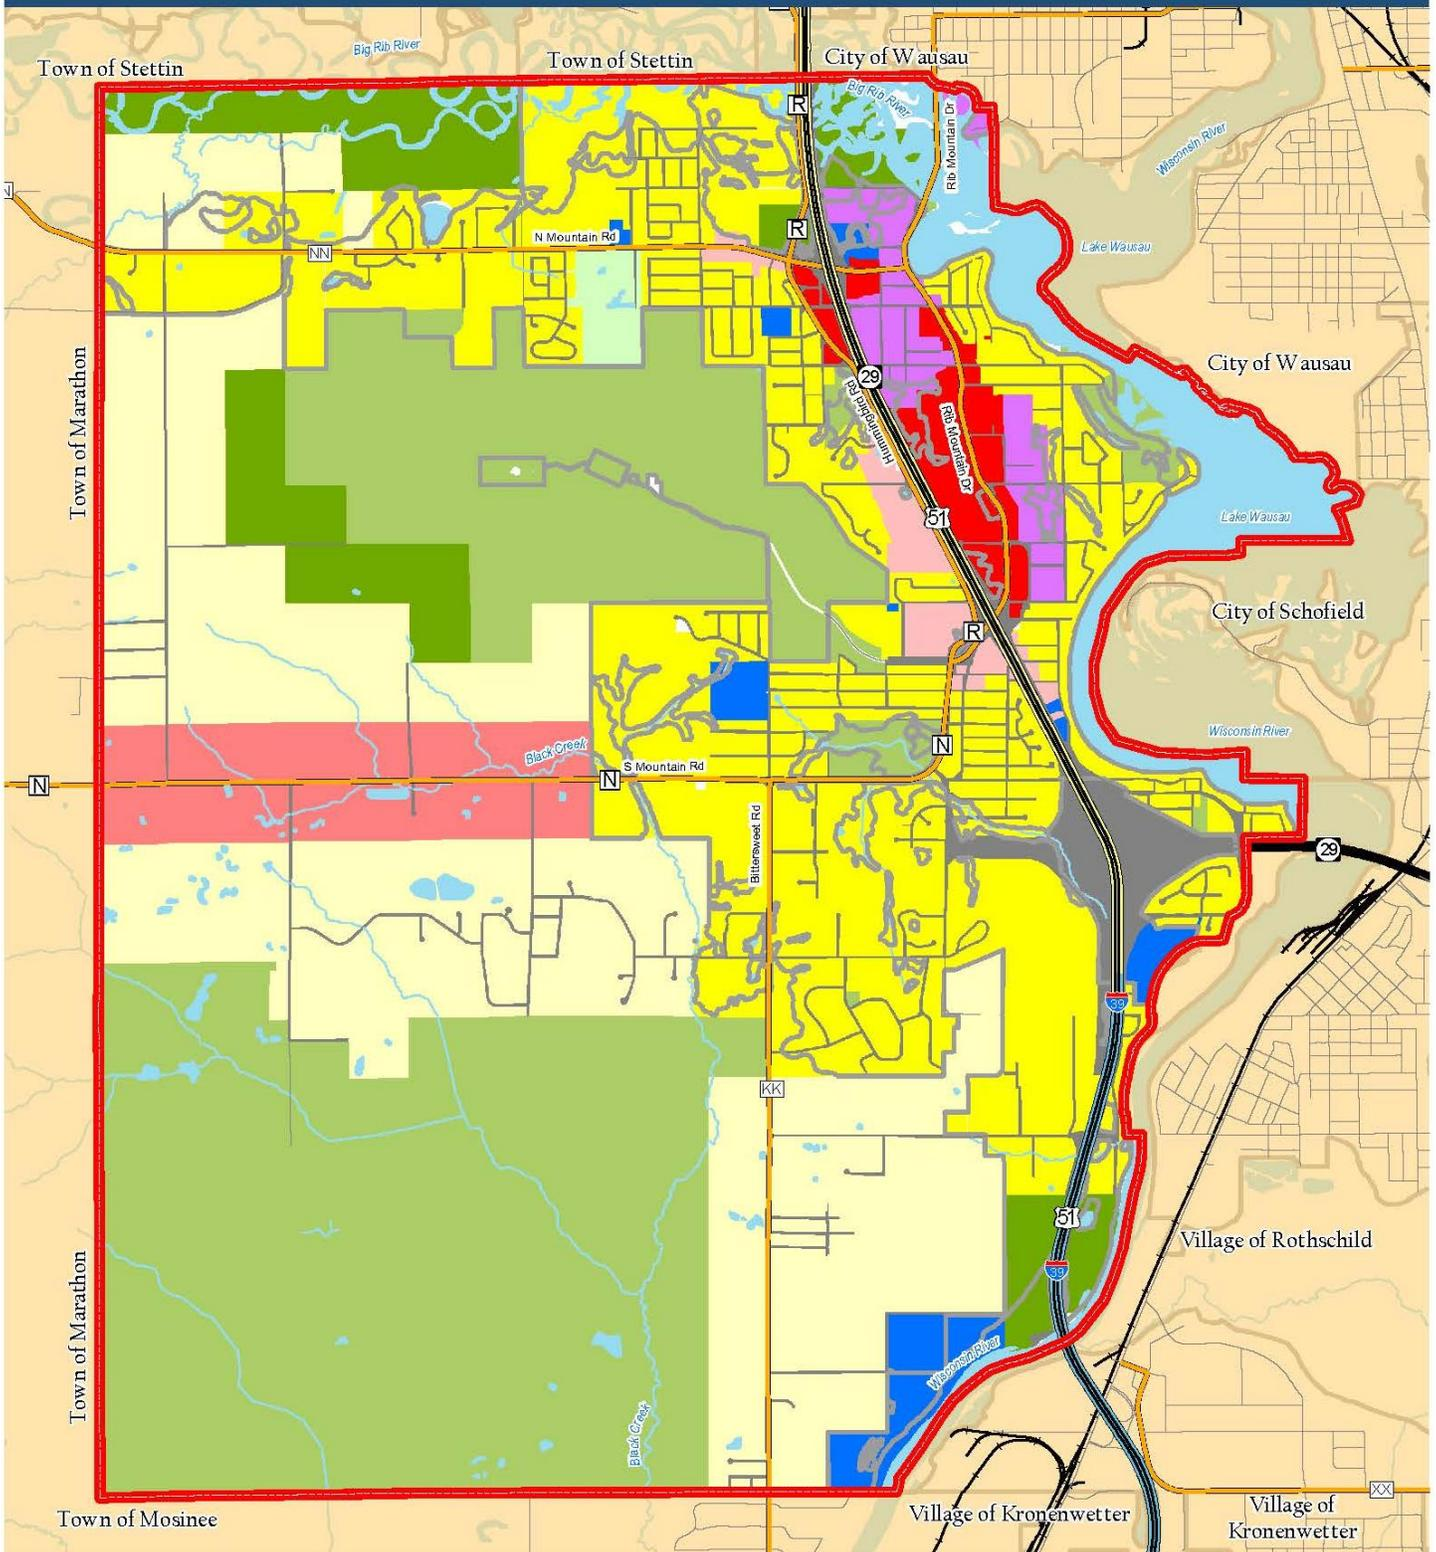 Big Rib River
Town of Stettin
Town of Stettin
City of Wausau
R
Big Rib River
Rib Mountain Dr
Wisconsin River
N
R
N Mountain Rd
NN
Lake Wausau
Town of Marathon
29
City of Wausau
Hummingbird Rd
Rib Mountain Dr
51
Lake Wausau
City of Schofield
R
Wisconsin River
Black Creek
N
N
S Mountain Rd
N
Bittersweet Rd
29
39
KK
51
Village of Rothschild
39
Town of Marathon
Wisconsin River
Black Creek
XX
Town of Mosinee
Village of Kronenwetter
Village of
Kronenwetter